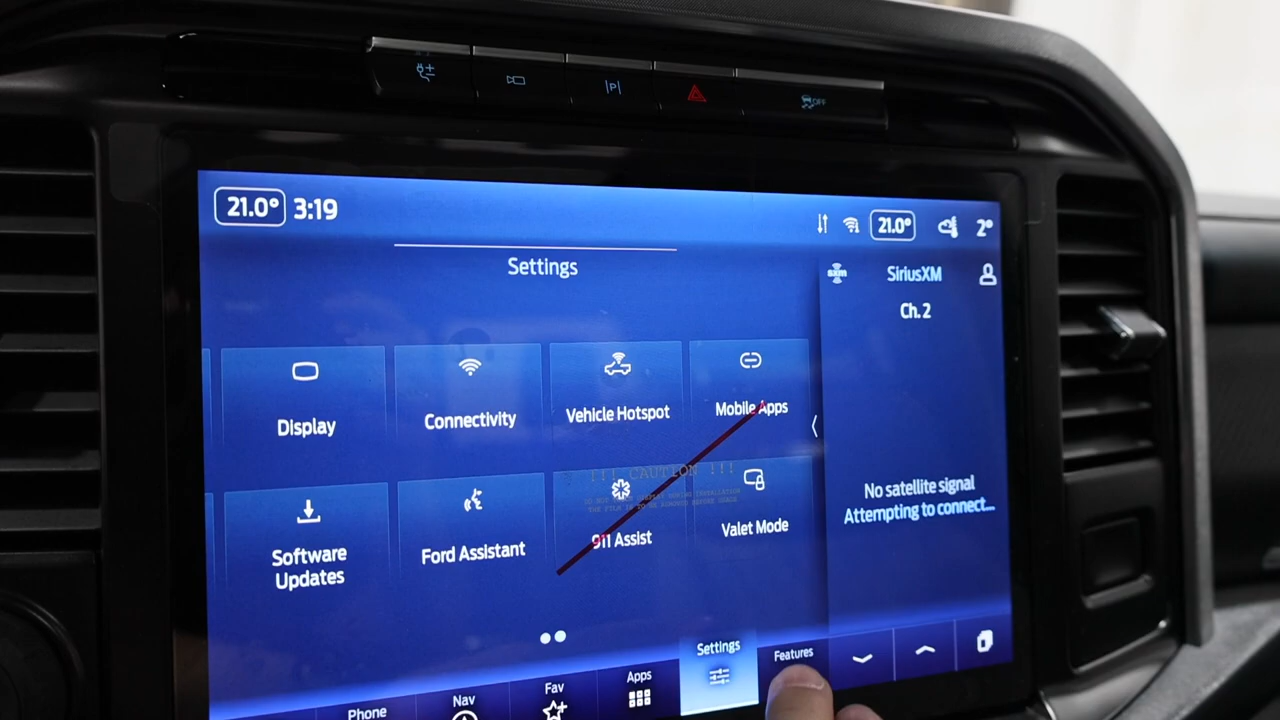 |P|
OFF
21.0° 3:19
21.0°
2°
Settings
sxm
SiriusXM
Ch. 2
Display
Connectivity
Vehicle Hotspot
Mobile Apps
!!! CAUTION !!!
Software
Updates
Ford Assistant
911 Assist
Valet Mode
No satellite signal
Attempting to connect...
Phone
Nav
Fav
Apps
Settings
Features